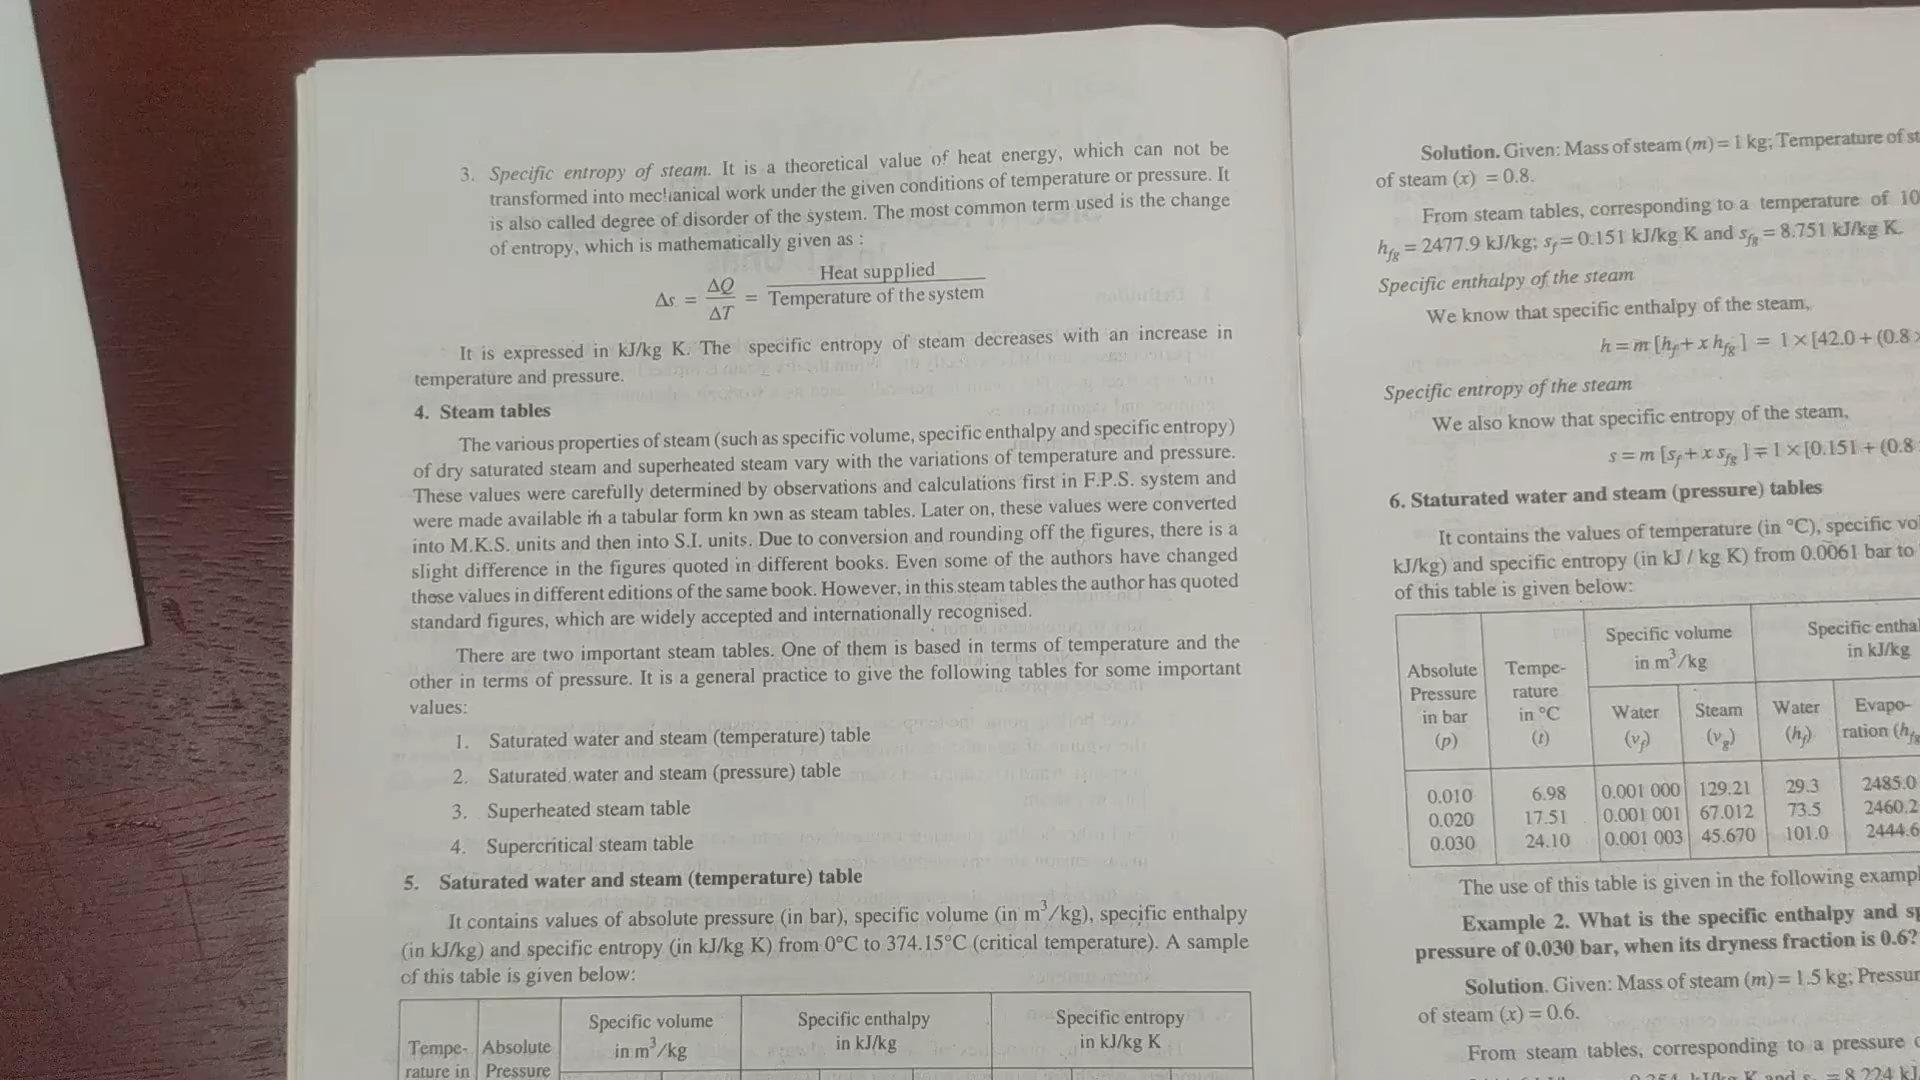 3. Specific entropy of steam. It is a theoretical value of heat energy, which can not be
transformed into mechanical work under the given conditions of temperature or pressure. It
is also called degree of disorder of the system. The most common term used is the change
of entropy, which is mathematically given as :
Δs = ΔQ/ΔT = Heat supplied/Temperature of the system
It is expressed in kJ/kg K. The specific entropy of steam decreases with an increase in
temperature and pressure.
4. Steam tables
The various properties of steam (such as specific volume, specific enthalpy and specific entropy)
of dry saturated steam and superheated steam vary with the variations of temperature and pressure.
These values were carefully determined by observations and calculations first in F.P.S. system and
were made available in a tabular form known as steam tables. Later on, these values were converted
into M.K.S. units and then into S.I. units. Due to conversion and rounding off the figures, there is a
slight difference in the figures quoted in different books. Even some of the authors have changed
these values in different editions of the same book. However, in this steam tables the author has quoted
standard figures, which are widely accepted and internationally recognised.
There are two important steam tables. One of them is based in terms of temperature and the
other in terms of pressure. It is a general practice to give the following tables for some important
values:
1. Saturated water and steam (temperature) table
2. Saturated water and steam (pressure) table
3. Superheated steam table
4. Supercritical steam table
5. Saturated water and steam (temperature) table
It contains values of absolute pressure (in bar), specific volume (in m³/kg), specific enthalpy
(in kJ/kg) and specific entropy (in kJ/kg K) from 0°C to 374.15°C (critical temperature). A sample
of this table is given below:
Specific volume Specific enthalpy Specific entropy
Tempe- Absolute in m³/kg in kJ/kg in kJ/kg K
rature in Pressure
Solution. Given: Mass of steam (m) = 1 kg; Temperature of st
of steam (x) = 0.8.
From steam tables, corresponding to a temperature of 10
hfg = 2477.9 kJ/kg; sf = 0.151 kJ/kg K and sfg = 8.751 kJ/kg K.
Specific enthalpy of the steam
We know that specific enthalpy of the steam,
h = m [hf + x hfg] = 1 × [42.0 + (0.8 ×
Specific entropy of the steam
We also know that specific entropy of the steam,
s = m [sf + x sfg] = 1 × [0.151 + (0.8
6. Staturated water and steam (pressure) tables
It contains the values of temperature (in °C), specific vo
kJ/kg) and specific entropy (in kJ / kg K) from 0.0061 bar to
of this table is given below:
Specific volume Specific enthal
in m³/kg in kJ/kg
Absolute Tempe-
Pressure rature
in bar in °C Water Steam Water Evapo-
(p) (t) (vf) (vg) (hf) ration (hfg
0.010 6.98 0.001 000 129.21 29.3 2485.0
0.020 17.51 0.001 001 67.012 73.5 2460.2
0.030 24.10 0.001 003 45.670 101.0 2444.6
The use of this table is given in the following exampl
Example 2. What is the specific enthalpy and sp
pressure of 0.030 bar, when its dryness fraction is 0.6?
Solution. Given: Mass of steam (m) = 1.5 kg; Pressur
of steam (x) = 0.6.
From steam tables, corresponding to a pressure